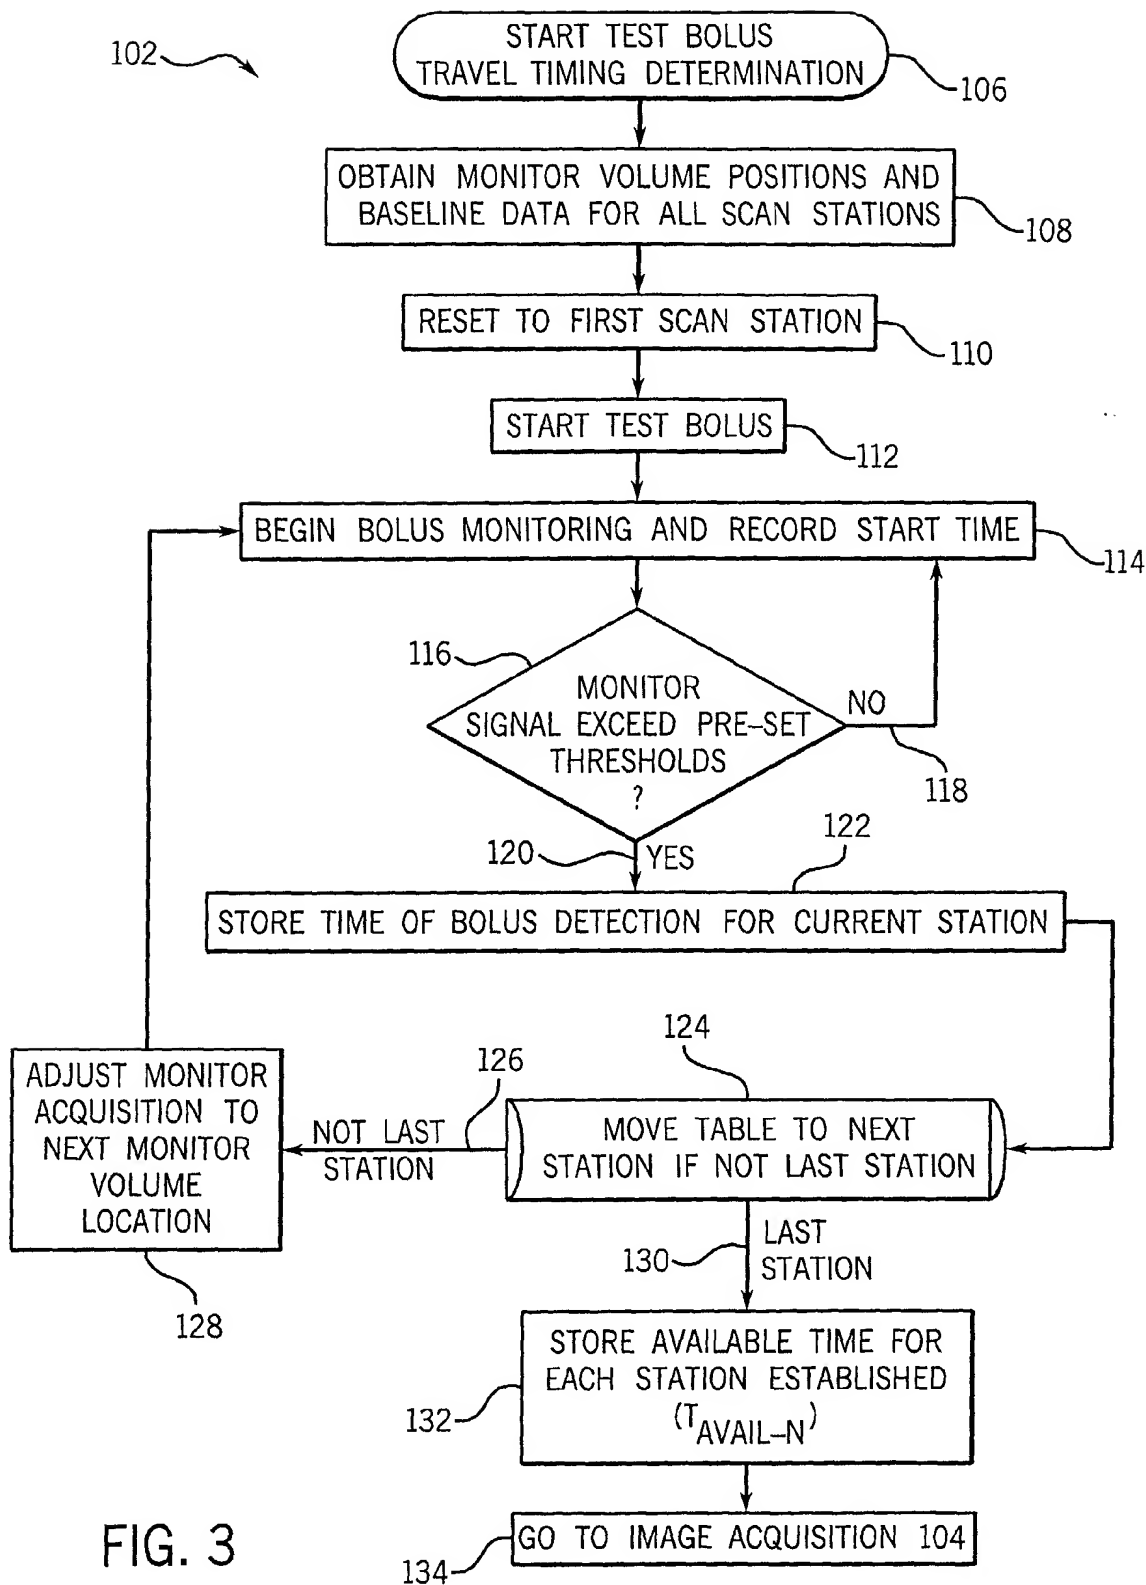 102
START TEST BOLUS
TRAVEL TIMING DETERMINATION
106
OBTAIN MONITOR VOLUME POSITIONS AND
BASELINE DATA FOR ALL SCAN STATIONS
108
RESET TO FIRST SCAN STATION
110
START TEST BOLUS
112
BEGIN BOLUS MONITORING AND RECORD START TIME
114
116
MONITOR
SIGNAL EXCEED PRE-SET
THRESHOLDS
?
NO
118
120
YES
122
STORE TIME OF BOLUS DETECTION FOR CURRENT STATION
124
MOVE TABLE TO NEXT
STATION IF NOT LAST STATION
126
NOT LAST
STATION
ADJUST MONITOR
ACQUISITION TO
NEXT MONITOR
VOLUME
LOCATION
128
130
LAST
STATION
STORE AVAILABLE TIME FOR
EACH STATION ESTABLISHED
(TAVAIL-N)
132
GO TO IMAGE ACQUISITION 104
134
FIG. 3